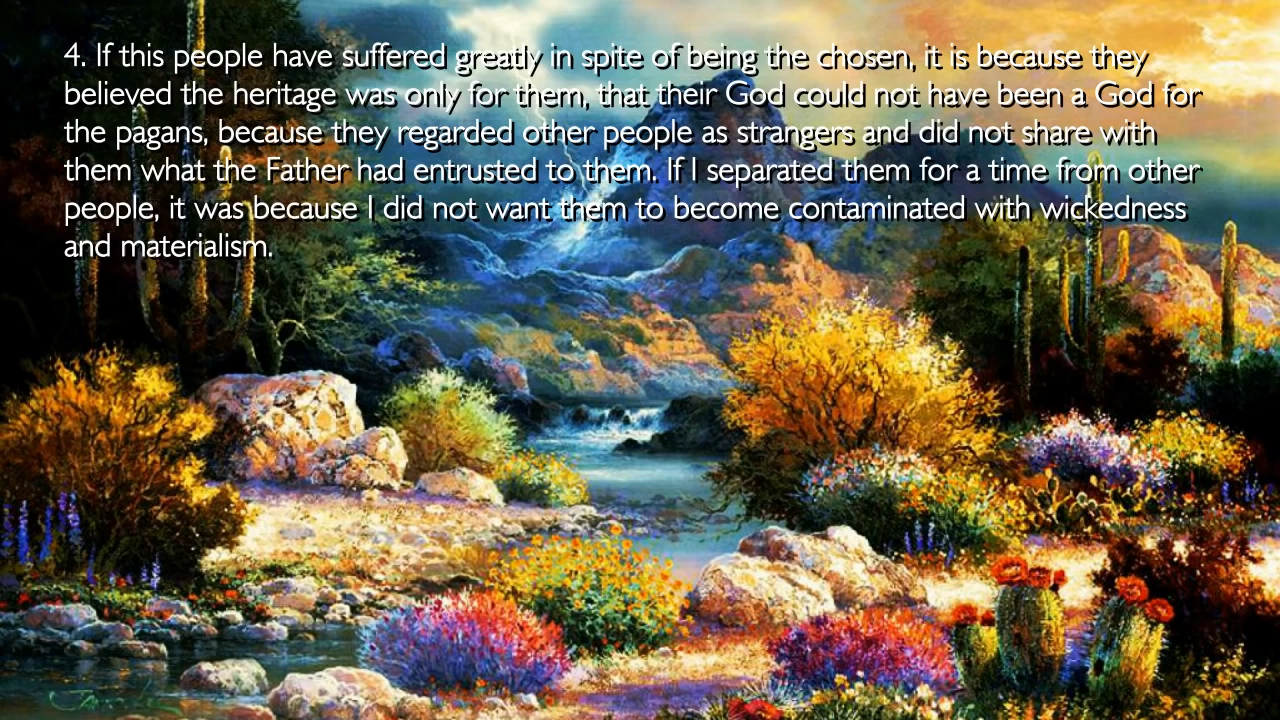 4. If this people have suffered greatly in spite of being the chosen, it is because they
believed the heritage was only for them, that their God could not have been a God for
the pagans, because they regarded other people as strangers and did not share with
them what the Father had entrusted to them. If I separated them for a time from other
people, it was because I did not want them to become contaminated with wickedness
and materialism.